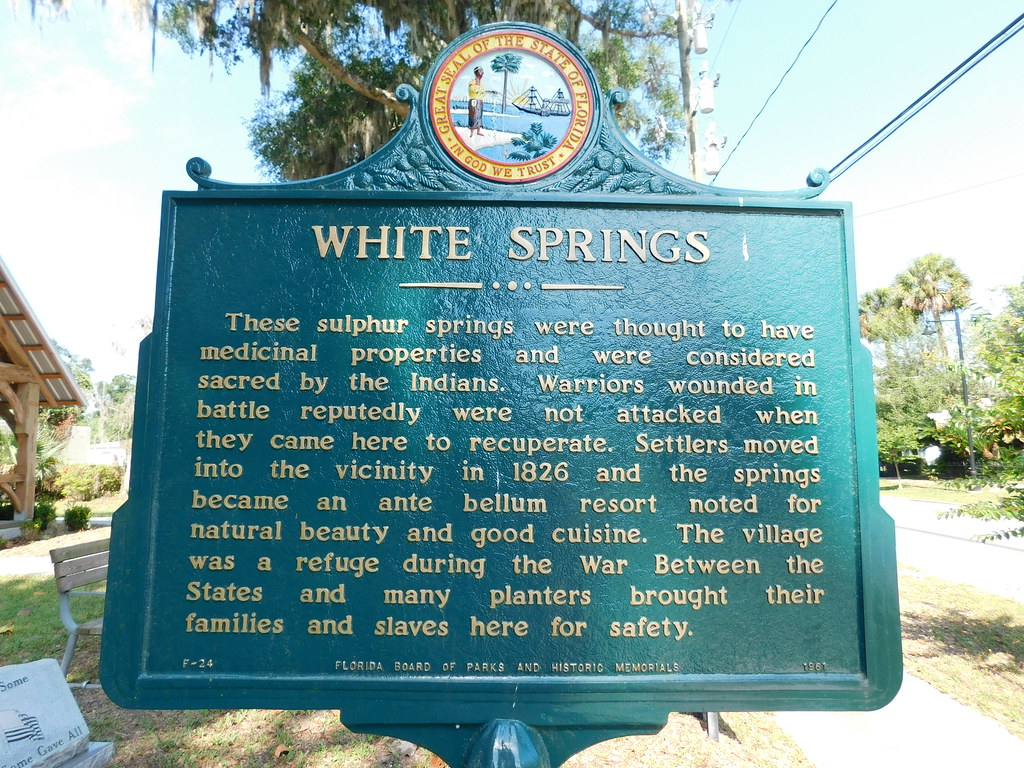 GREAT SEAL OF THE STATE OF FLORIDA
IN GOD WE TRUST
WHITE SPRINGS
These sulphur springs were thought to have
medicinal properties and were considered
sacred by the Indians. Warriors wounded in
battle reputedly were not attacked when
they came here to recuperate. Settlers moved
into the vicinity in 1826 and the springs
became an ante bellum resort noted for
natural beauty and good cuisine. The village
was a refuge during the War Between the
States and many planters brought their
families and slaves here for safety.
F-24 FLORIDA BOARD OF PARKS AND HISTORIC MEMORIALS 1961
Some
Some Gave All